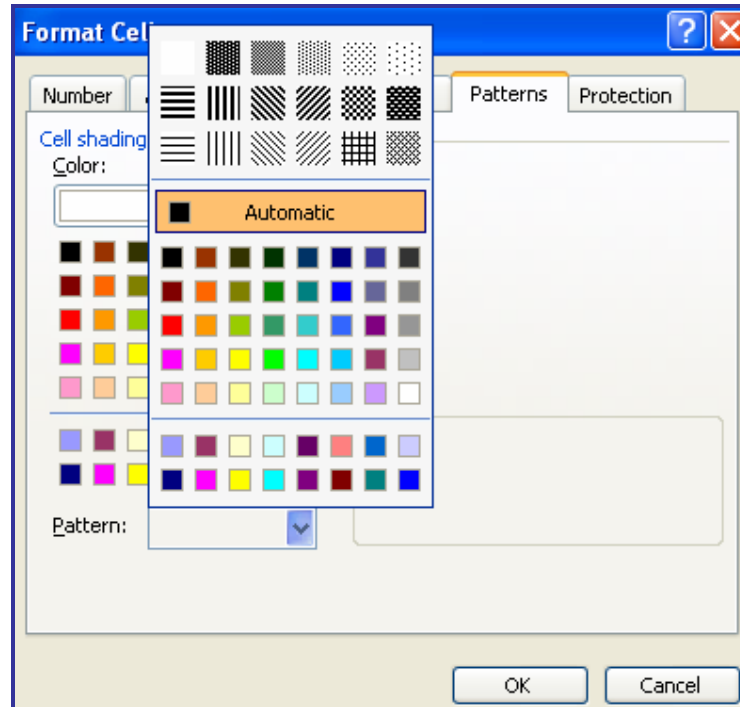 Format Cel
Number
Patterns
Protection
Cell shading
Color:
Automatic
Pattern:
OK
Cancel